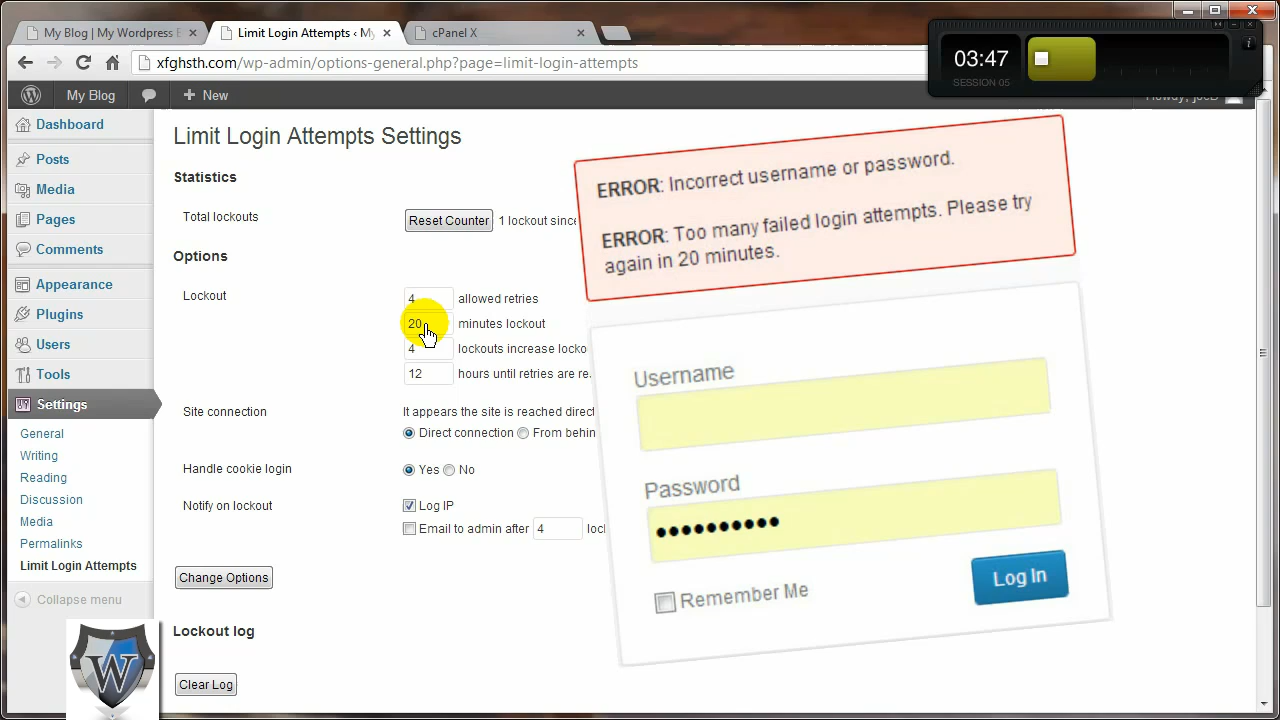 My Blog | My Wordpress B
Limit Login Attempts ‹ My
cPanel X
xfghsth.com/wp-admin/options-general.php?page=limit-login-attempts
03:47
SESSION 05
My Blog
New
Dashboard
Posts
Media
Pages
Comments
Appearance
Plugins
Users
Tools
Settings
General
Writing
Reading
Discussion
Media
Permalinks
Limit Login Attempts
Collapse menu
W
Limit Login Attempts Settings
Statistics
Total lockouts Reset Counter 1 lockout since
Options
Lockout 4 allowed retries
20 minutes lockout
4 lockouts increase locko
12 hours until retries are re
Site connection It appears the site is reached direct
Direct connection From behin
Handle cookie login Yes No
Notify on lockout Log IP
Email to admin after 4 loc
Change Options
Lockout log
Clear Log
ERROR: Incorrect username or password.
ERROR: Too many failed login attempts. Please try
again in 20 minutes.
Username
Password
Remember Me
Log In